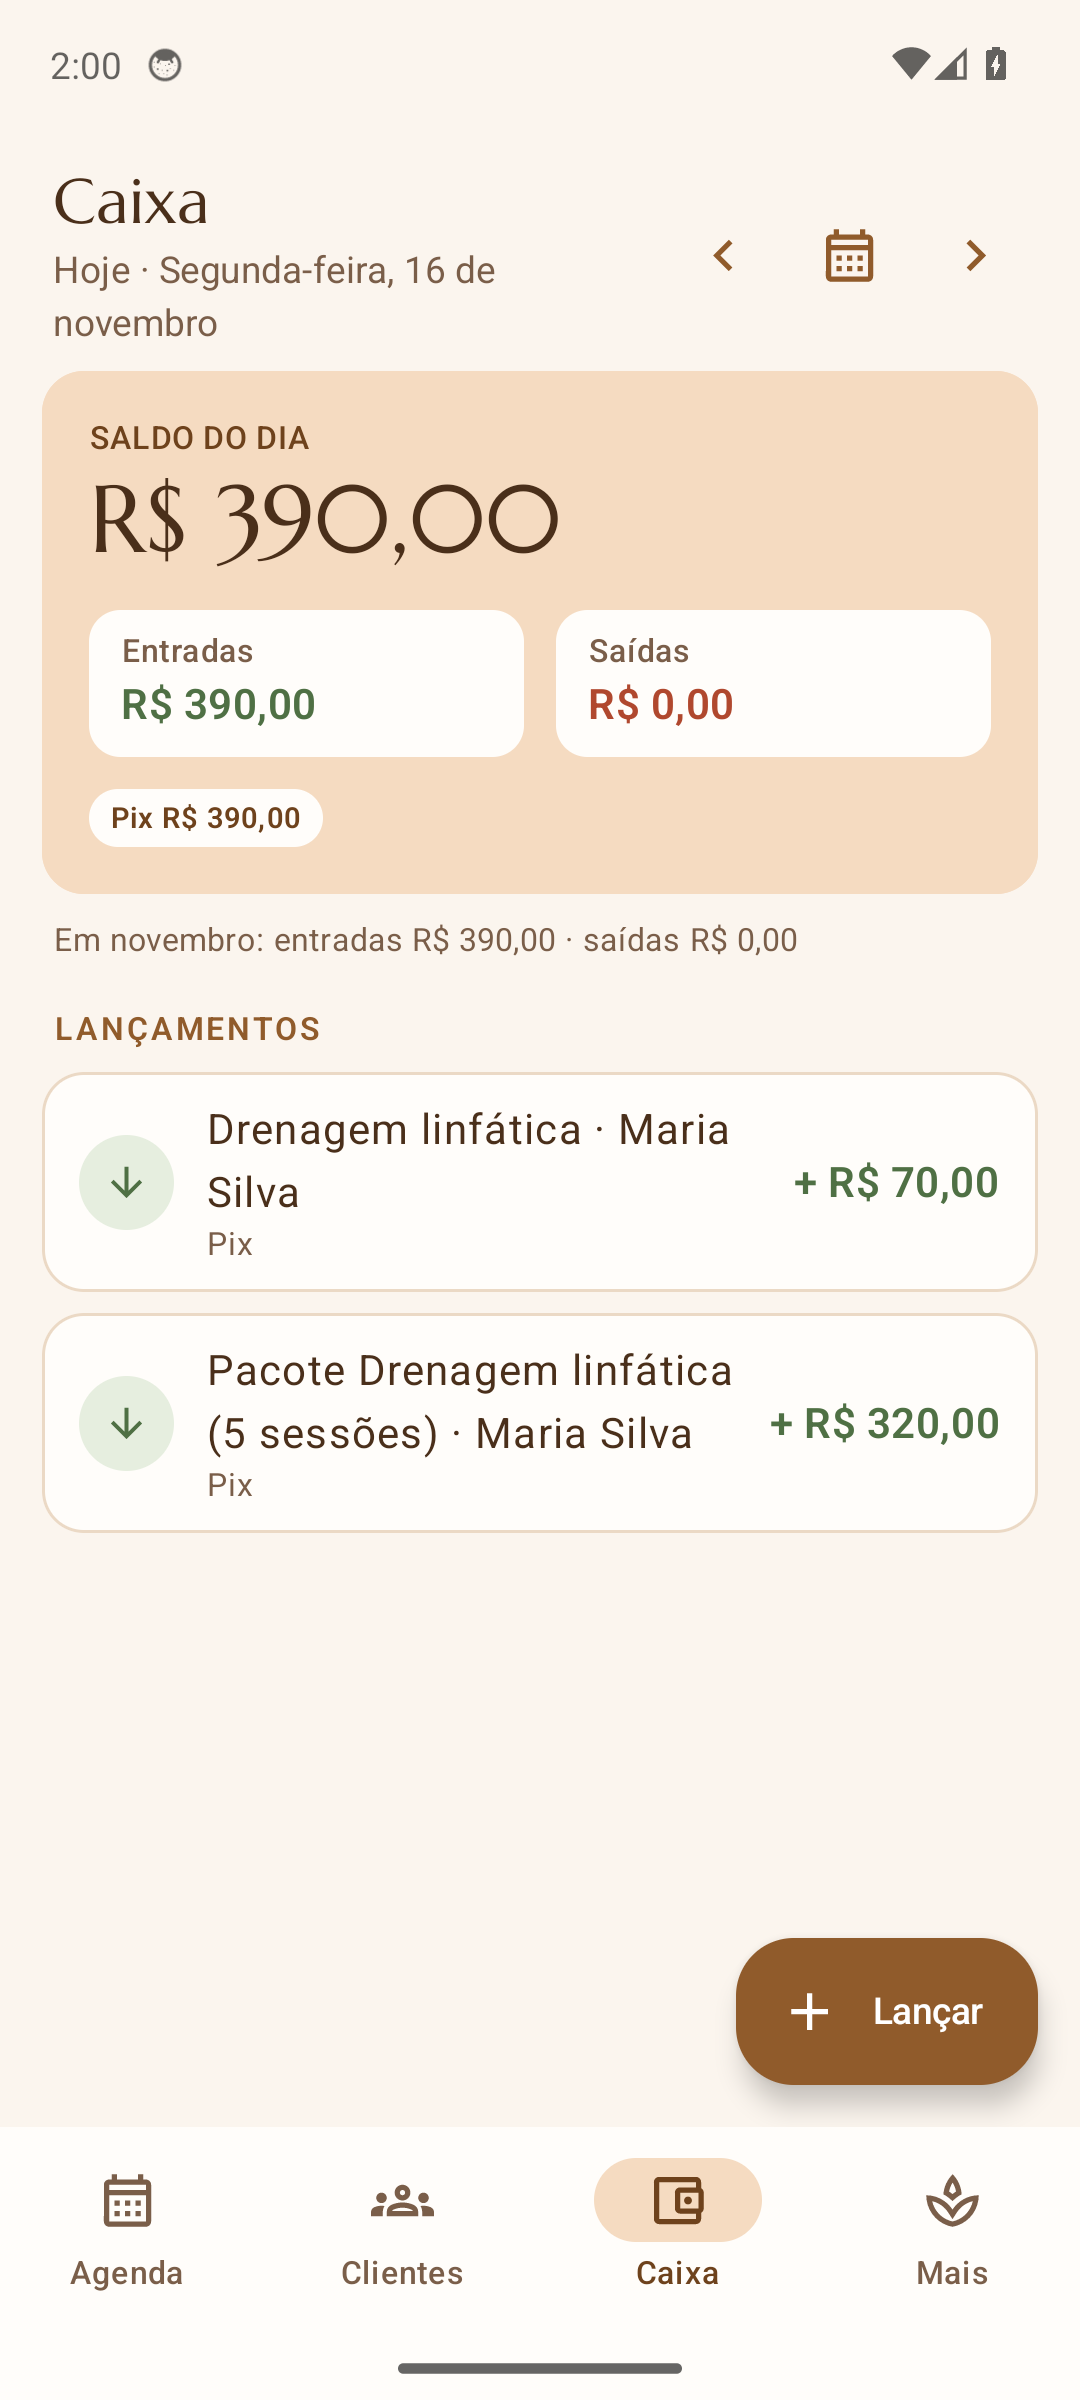 2:00
Caixa
Hoje · Segunda-feira, 16 de
novembro
SALDO DO DIA
R$ 390,00
Entradas
R$ 390,00
Saídas
R$ 0,00
Pix R$ 390,00
Em novembro: entradas R$ 390,00 · saídas R$ 0,00
LANÇAMENTOS
Drenagem linfática · Maria
Silva
Pix
+ R$ 70,00
Pacote Drenagem linfática
(5 sessões) · Maria Silva
Pix
+ R$ 320,00
Lançar
Agenda
Clientes
Caixa
Mais